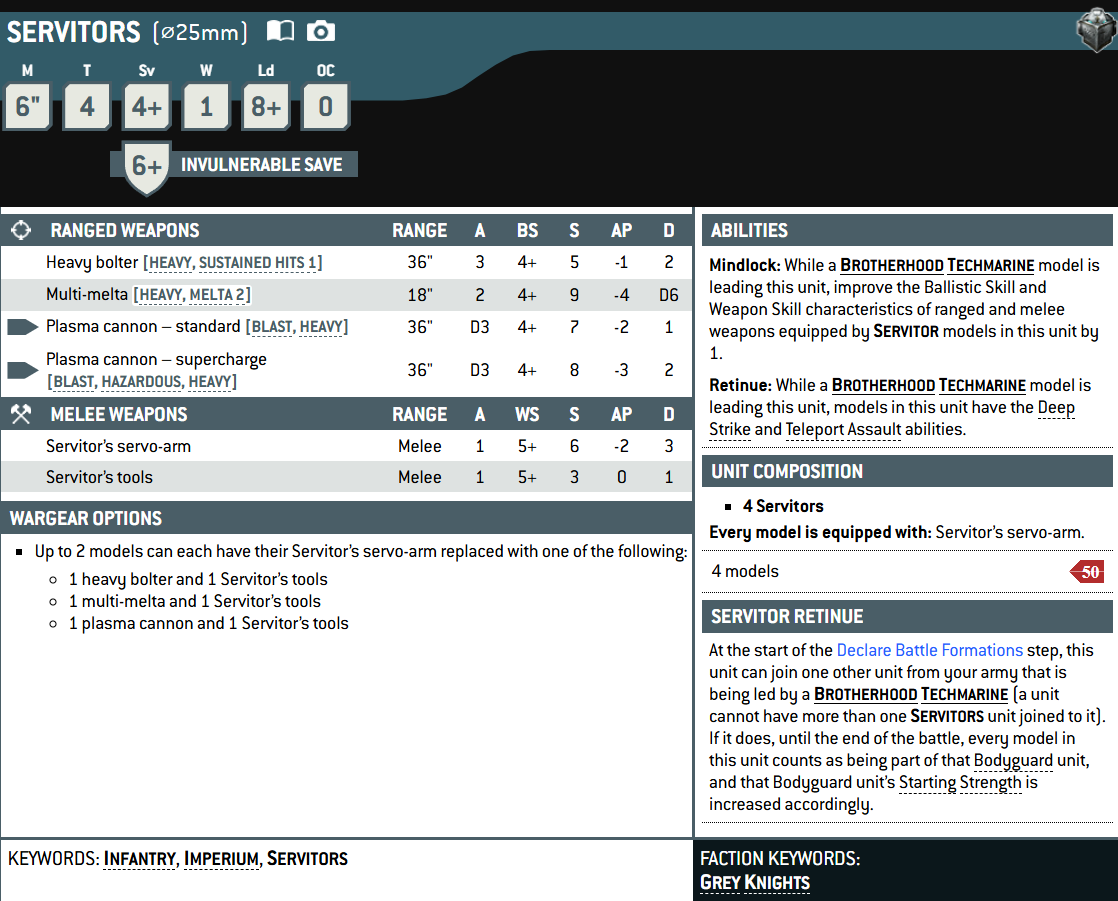 SERVITORS (⌀25mm)
M T Sv W Ld OC
6" 4 4+ 1 8+ 0
6+ INVULNERABLE SAVE
RANGED WEAPONS RANGE A BS S AP D
Heavy bolter [HEAVY, SUSTAINED HITS 1] 36" 3 4+ 5 -1 2
Multi-melta [HEAVY, MELTA 2] 18" 2 4+ 9 -4 D6
Plasma cannon – standard [BLAST, HEAVY] 36" D3 4+ 7 -2 1
Plasma cannon – supercharge
[BLAST, HAZARDOUS, HEAVY] 36" D3 4+ 8 -3 2
MELEE WEAPONS RANGE A WS S AP D
Servitor's servo-arm Melee 1 5+ 6 -2 3
Servitor's tools Melee 1 5+ 3 0 1
WARGEAR OPTIONS
▪ Up to 2 models can each have their Servitor's servo-arm replaced with one of the following:
○ 1 heavy bolter and 1 Servitor's tools
○ 1 multi-melta and 1 Servitor's tools
○ 1 plasma cannon and 1 Servitor's tools
ABILITIES
Mindlock: While a BROTHERHOOD TECHMARINE model is
leading this unit, improve the Ballistic Skill and
Weapon Skill characteristics of ranged and melee
weapons equipped by SERVITOR models in this unit by
1.
Retinue: While a BROTHERHOOD TECHMARINE model is
leading this unit, models in this unit have the Deep
Strike and Teleport Assault abilities.
UNIT COMPOSITION
▪ 4 Servitors
Every model is equipped with: Servitor's servo-arm.
4 models 50
SERVITOR RETINUE
At the start of the Declare Battle Formations step, this
unit can join one other unit from your army that is
being led by a BROTHERHOOD TECHMARINE (a unit
cannot have more than one SERVITORS unit joined to it).
If it does, until the end of the battle, every model in
this unit counts as being part of that Bodyguard unit,
and that Bodyguard unit's Starting Strength is
increased accordingly.
KEYWORDS: INFANTRY, IMPERIUM, SERVITORS
FACTION KEYWORDS:
GREY KNIGHTS